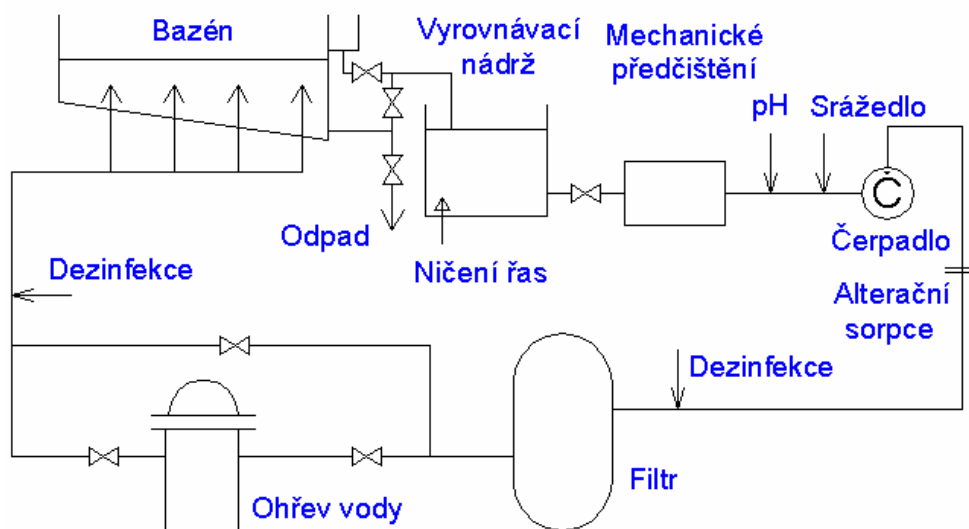 Bazén
Vyrovnávací
nádrž
Mechanické
předčištění
pH
Srážedlo
Odpad
Ničení řas
Čerpadlo
Dezinfekce
Alterační
sorpce
Dezinfekce
Ohřev vody
Filtr